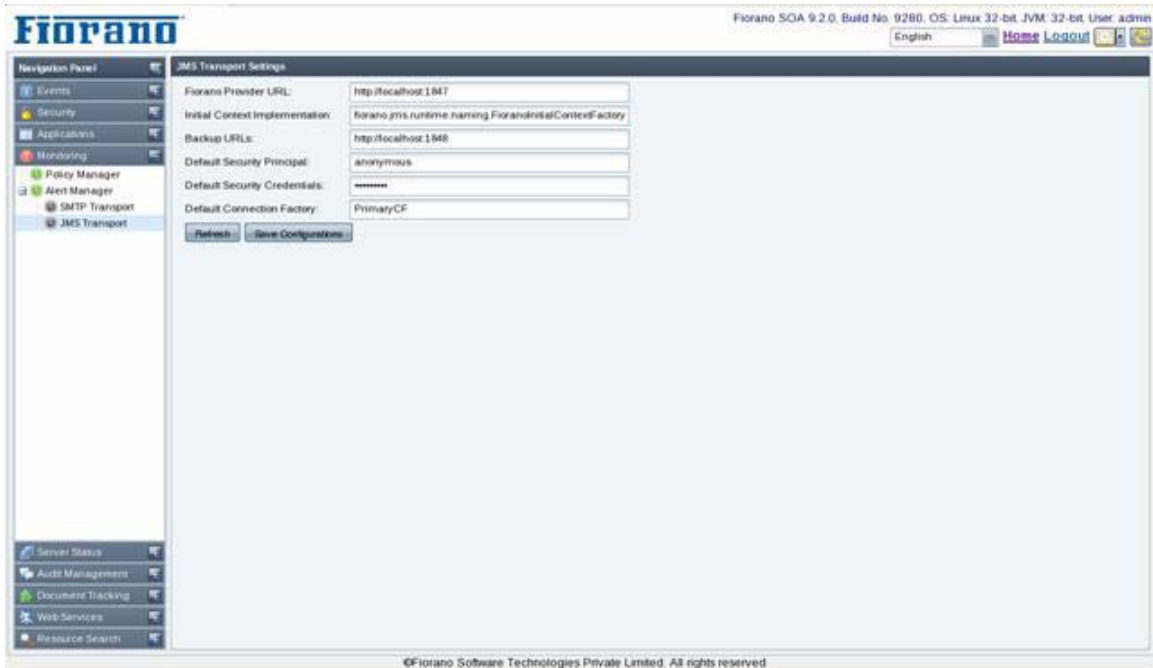 Fiorano
Fiorano SOA 9.2.0, Build No. 9280, OS: Linux 32-bit, JVM: 32-bit, User: admin
English
Home Logout
Navigation Panel
Events
Security
Applications
Monitoring
Policy Manager
Alert Manager
SMTP Transport
JMS Transport
Server Status
Audit Management
Document Tracking
Web Services
Resource Search
JMS Transport Settings
Fiorano Provider URL: http://localhost:1847
Initial Context Implementation: fiorano.jms.runtime.naming.FioranoInitialContextFactory
Backup URLs: http://localhost:1848
Default Security Principal: anonymous
Default Security Credentials: •••••••••
Default Connection Factory: PrimaryCF
Refresh Save Configurations
©Fiorano Software Technologies Private Limited. All rights reserved